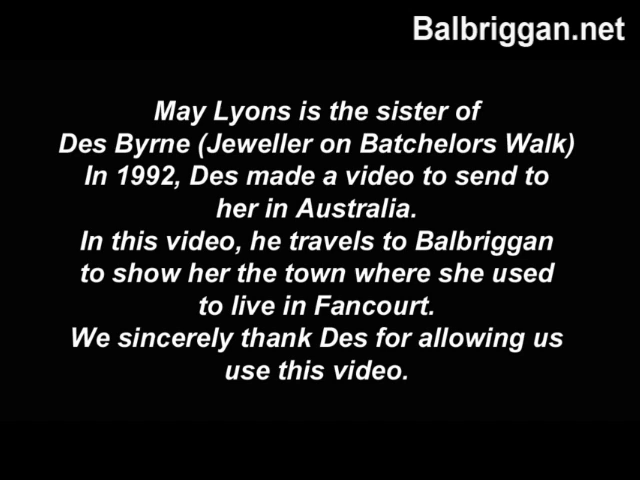 Balbriggan.net
May Lyons is the sister of
Des Byrne (Jeweller on Batchelors Walk)
In 1992, Des made a video to send to
her in Australia.
In this video, he travels to Balbriggan
to show her the town where she used
to live in Fancourt.
We sincerely thank Des for allowing us
use this video.